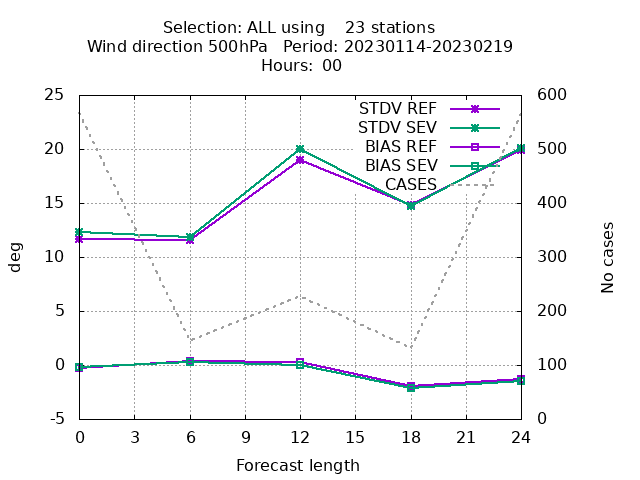 Selection: ALL using    23 stations
Wind direction 500hPa   Period: 20230114-20230219
Hours: 00
25 600
STDV REF
STDV SEV
20 BIAS REF 500
BIAS SEV
CASES
15 400
10 300
5 200
0 100
-5 0
deg
No cases
0 3 6 9 12 15 18 21 24
Forecast length